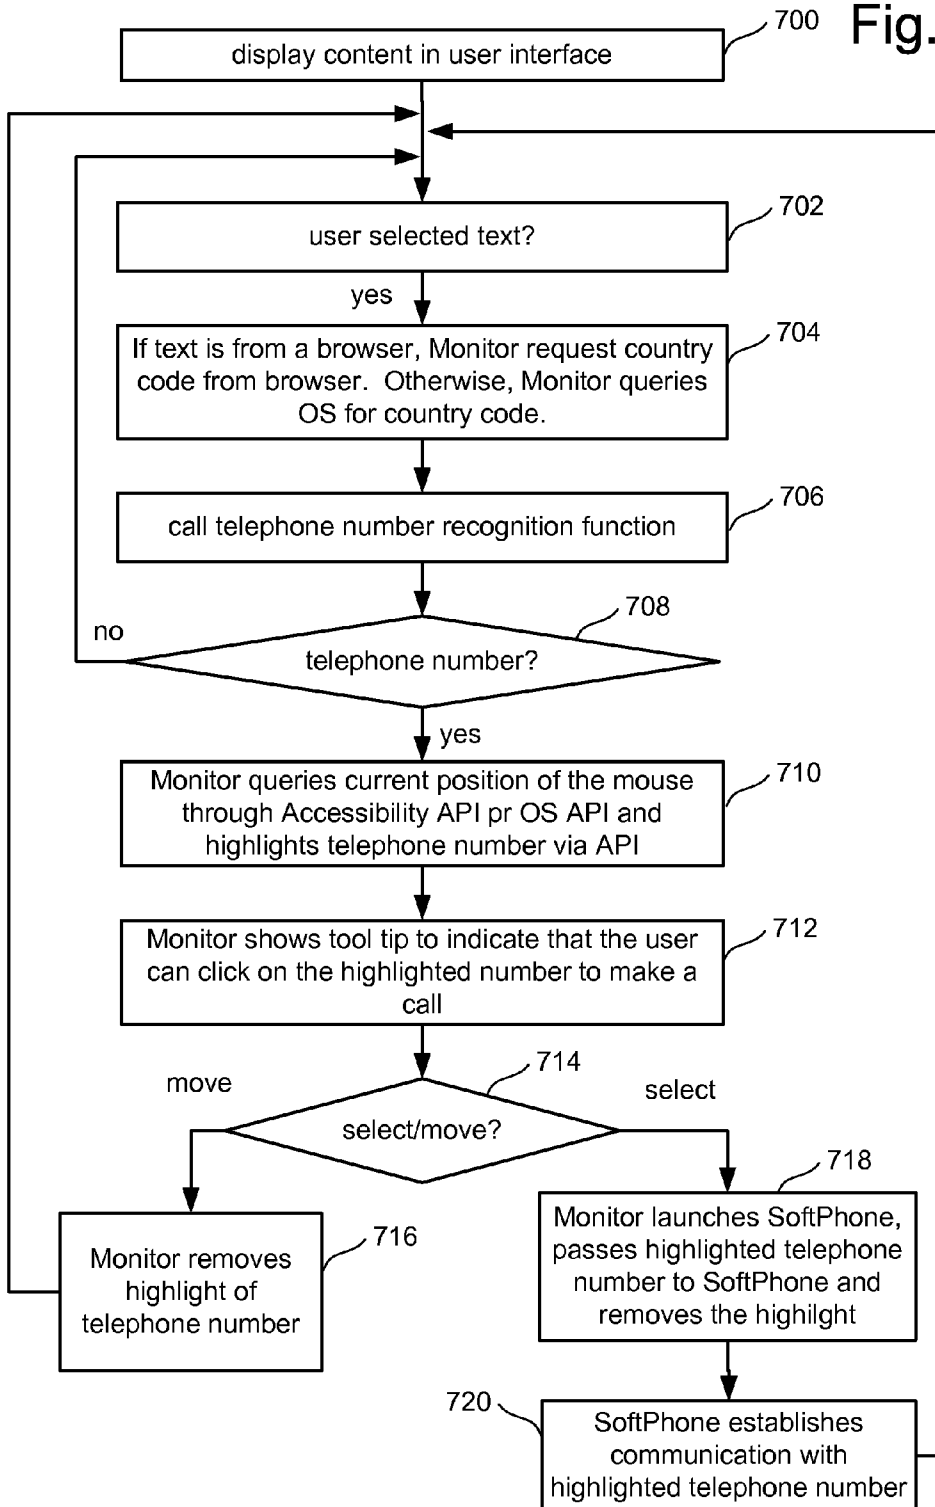 700
Fig.
display content in user interface
702
user selected text?
yes
704
If text is from a browser, Monitor request country
code from browser.  Otherwise, Monitor queries
OS for country code.
706
call telephone number recognition function
708
no
telephone number?
yes
710
Monitor queries current position of the mouse
through Accessibility API pr OS API and
highlights telephone number via API
712
Monitor shows tool tip to indicate that the user
can click on the highlighted number to make a
call
714
move
select
select/move?
718
716
Monitor launches SoftPhone,
passes highlighted telephone
number to SoftPhone and
removes the highilght
Monitor removes
highlight of
telephone number
720
SoftPhone establishes
communication with
highlighted telephone number